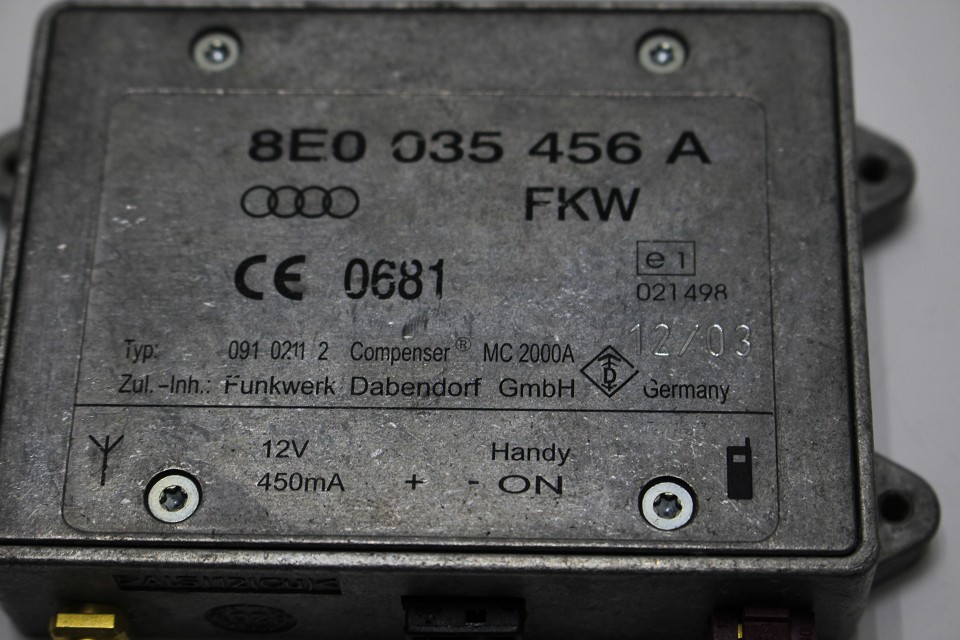 8E0 035 456 A
FKW
CE 0681
e1
021498
12/03
Typ: 091 0211 2 Compenser® MC 2000A
Zul.-Inh.: Funkwerk Dabendorf GmbH Germany
12V Handy
450mA + - ON